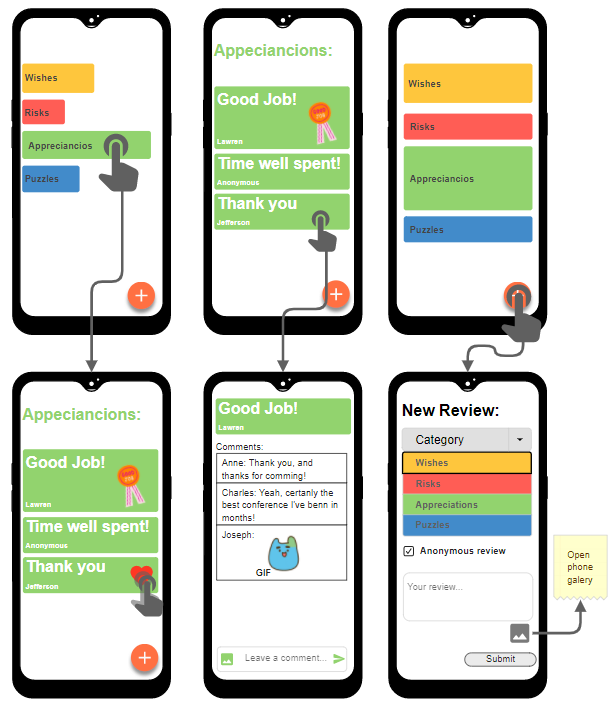 Wishes
Risks
Appreciancios
Puzzles
Appeciancions:
Good Job!
Lawren
Time well spent!
Anonymous
Thank you
Jefferson
Wishes
Risks
Appreciancios
Puzzles
Appeciancions:
Good Job!
Lawren
Time well spent!
Anonymous
Thank you
Jefferson
Good Job!
Lawren
Comments:
Anne: Thank you, and
thanks for comming!
Charles: Yeah, certanly the
best conference I've benn in
months!
Joseph:
GIF
Leave a comment...
New Review:
Category
Wishes
Risks
Appreciations
Puzzles
Anonymous review
Your review...
Submit
Open
phone
galery